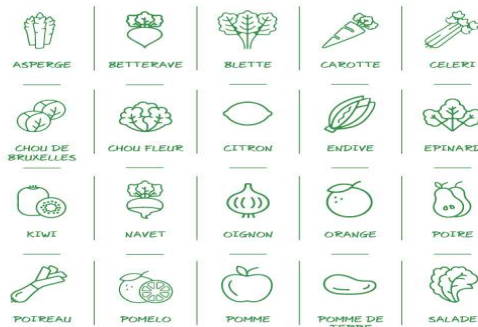 ASPERGE
BETTERAVE
BLETTE
CAROTTE
CELERI
CHOU DE
BRUXELLES
CHOU FLEUR
CITRON
ENDIVE
EPINARD
KIWI
NAVET
OIGNON
ORANGE
POIRE
POIREAU
POMELO
POMME
POMME DE
TERRE
SALADE